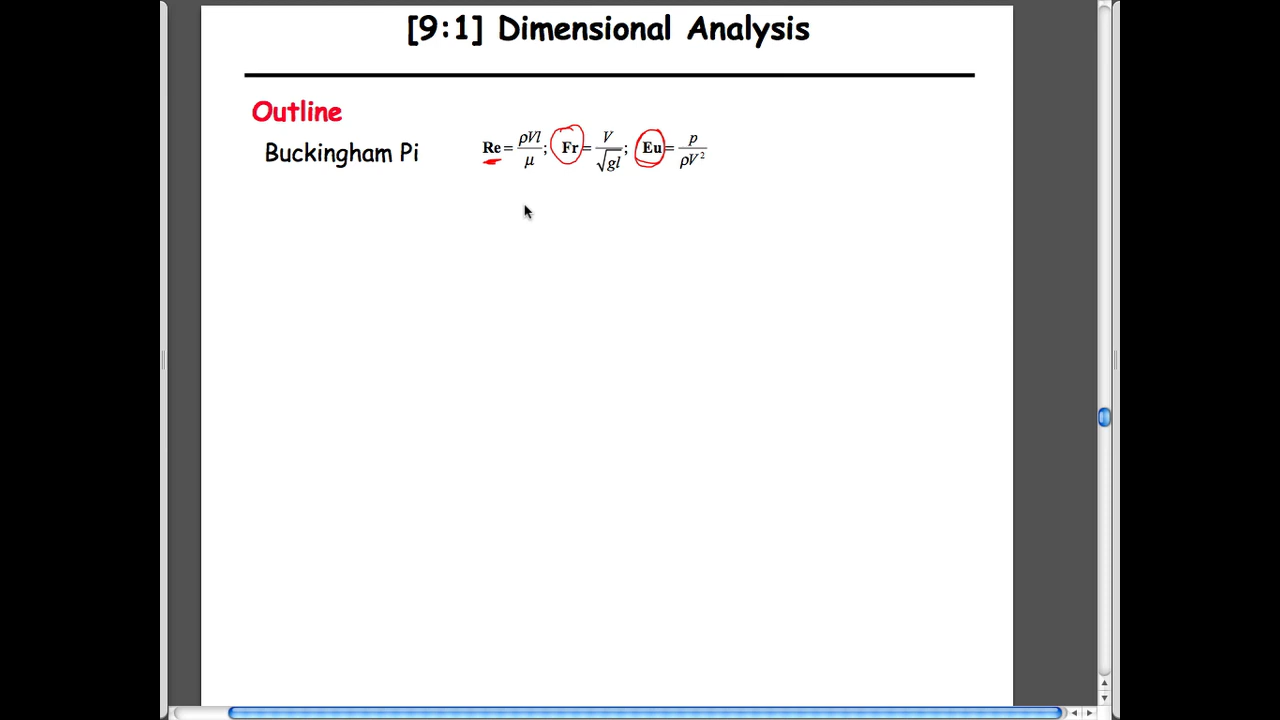 [9:1] Dimensional Analysis
Outline
Buckingham Pi Re = ρVl/μ; Fr = V/√gl; Eu = p/ρV²